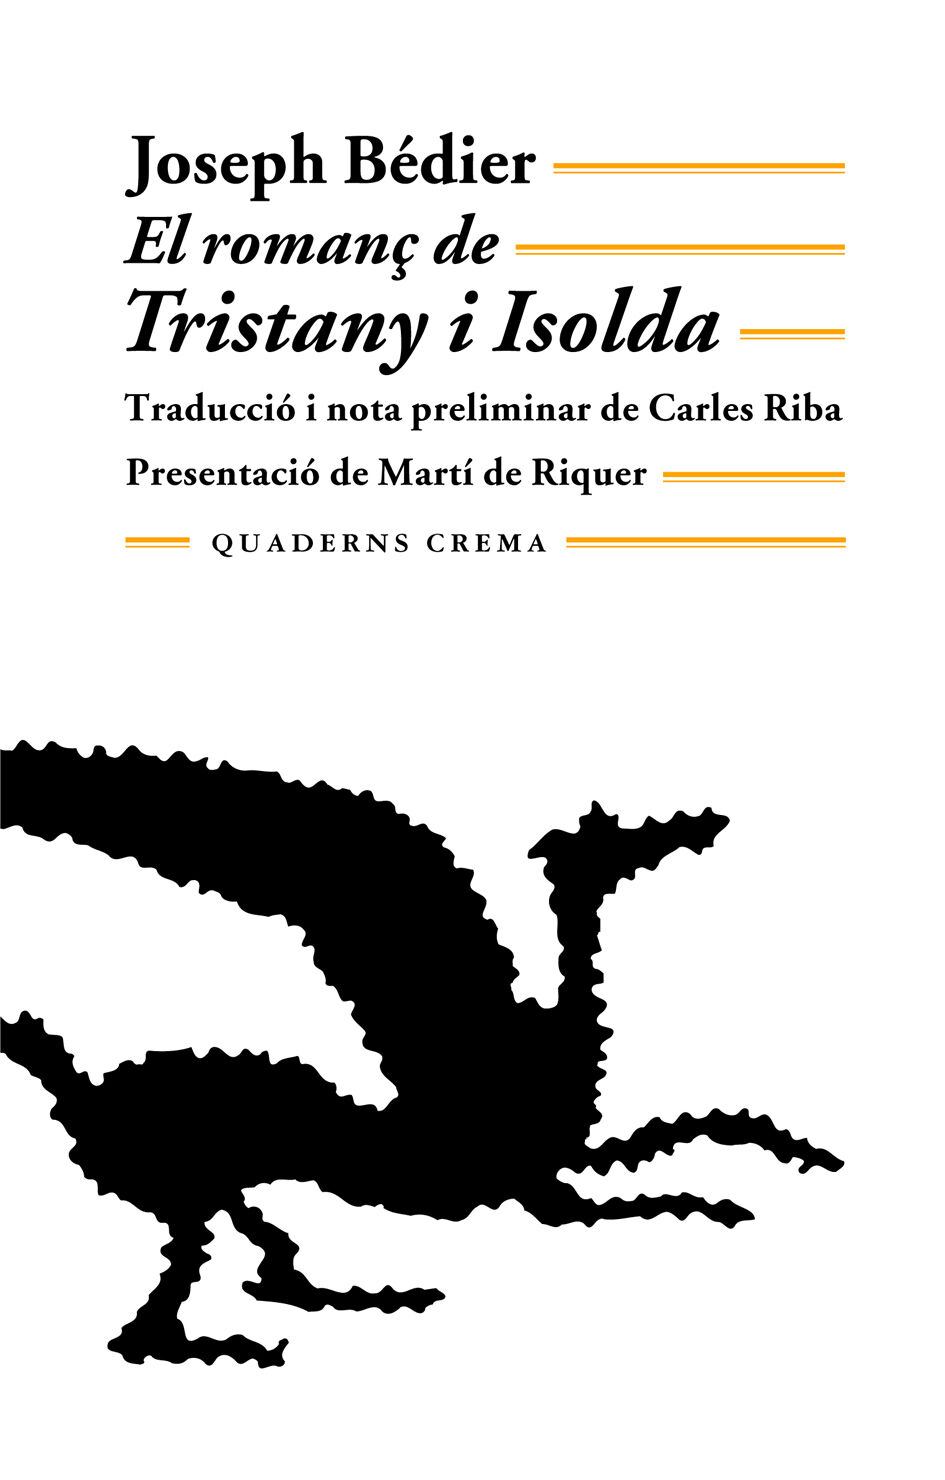 Joseph Bédier
El romanç de
Tristany i Isolda
Traducció i nota preliminar de Carles Riba
Presentació de Martí de Riquer
QUADERNS CREMA